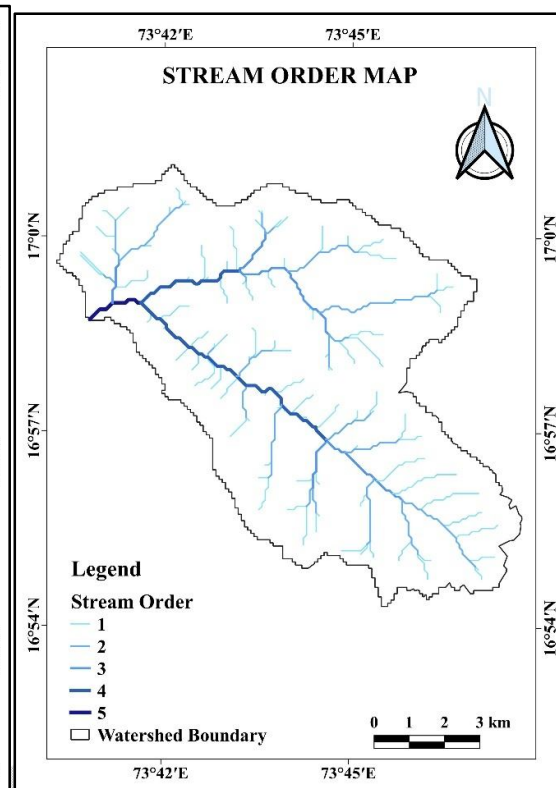 73°42′E 73°45′E
STREAM ORDER MAP
N
17°0′N 17°0′N
16°57′N 16°57′N
16°54′N 16°54′N
Legend
Stream Order
1
2
3
4
5
Watershed Boundary
0 1 2 3 km
73°42′E 73°45′E